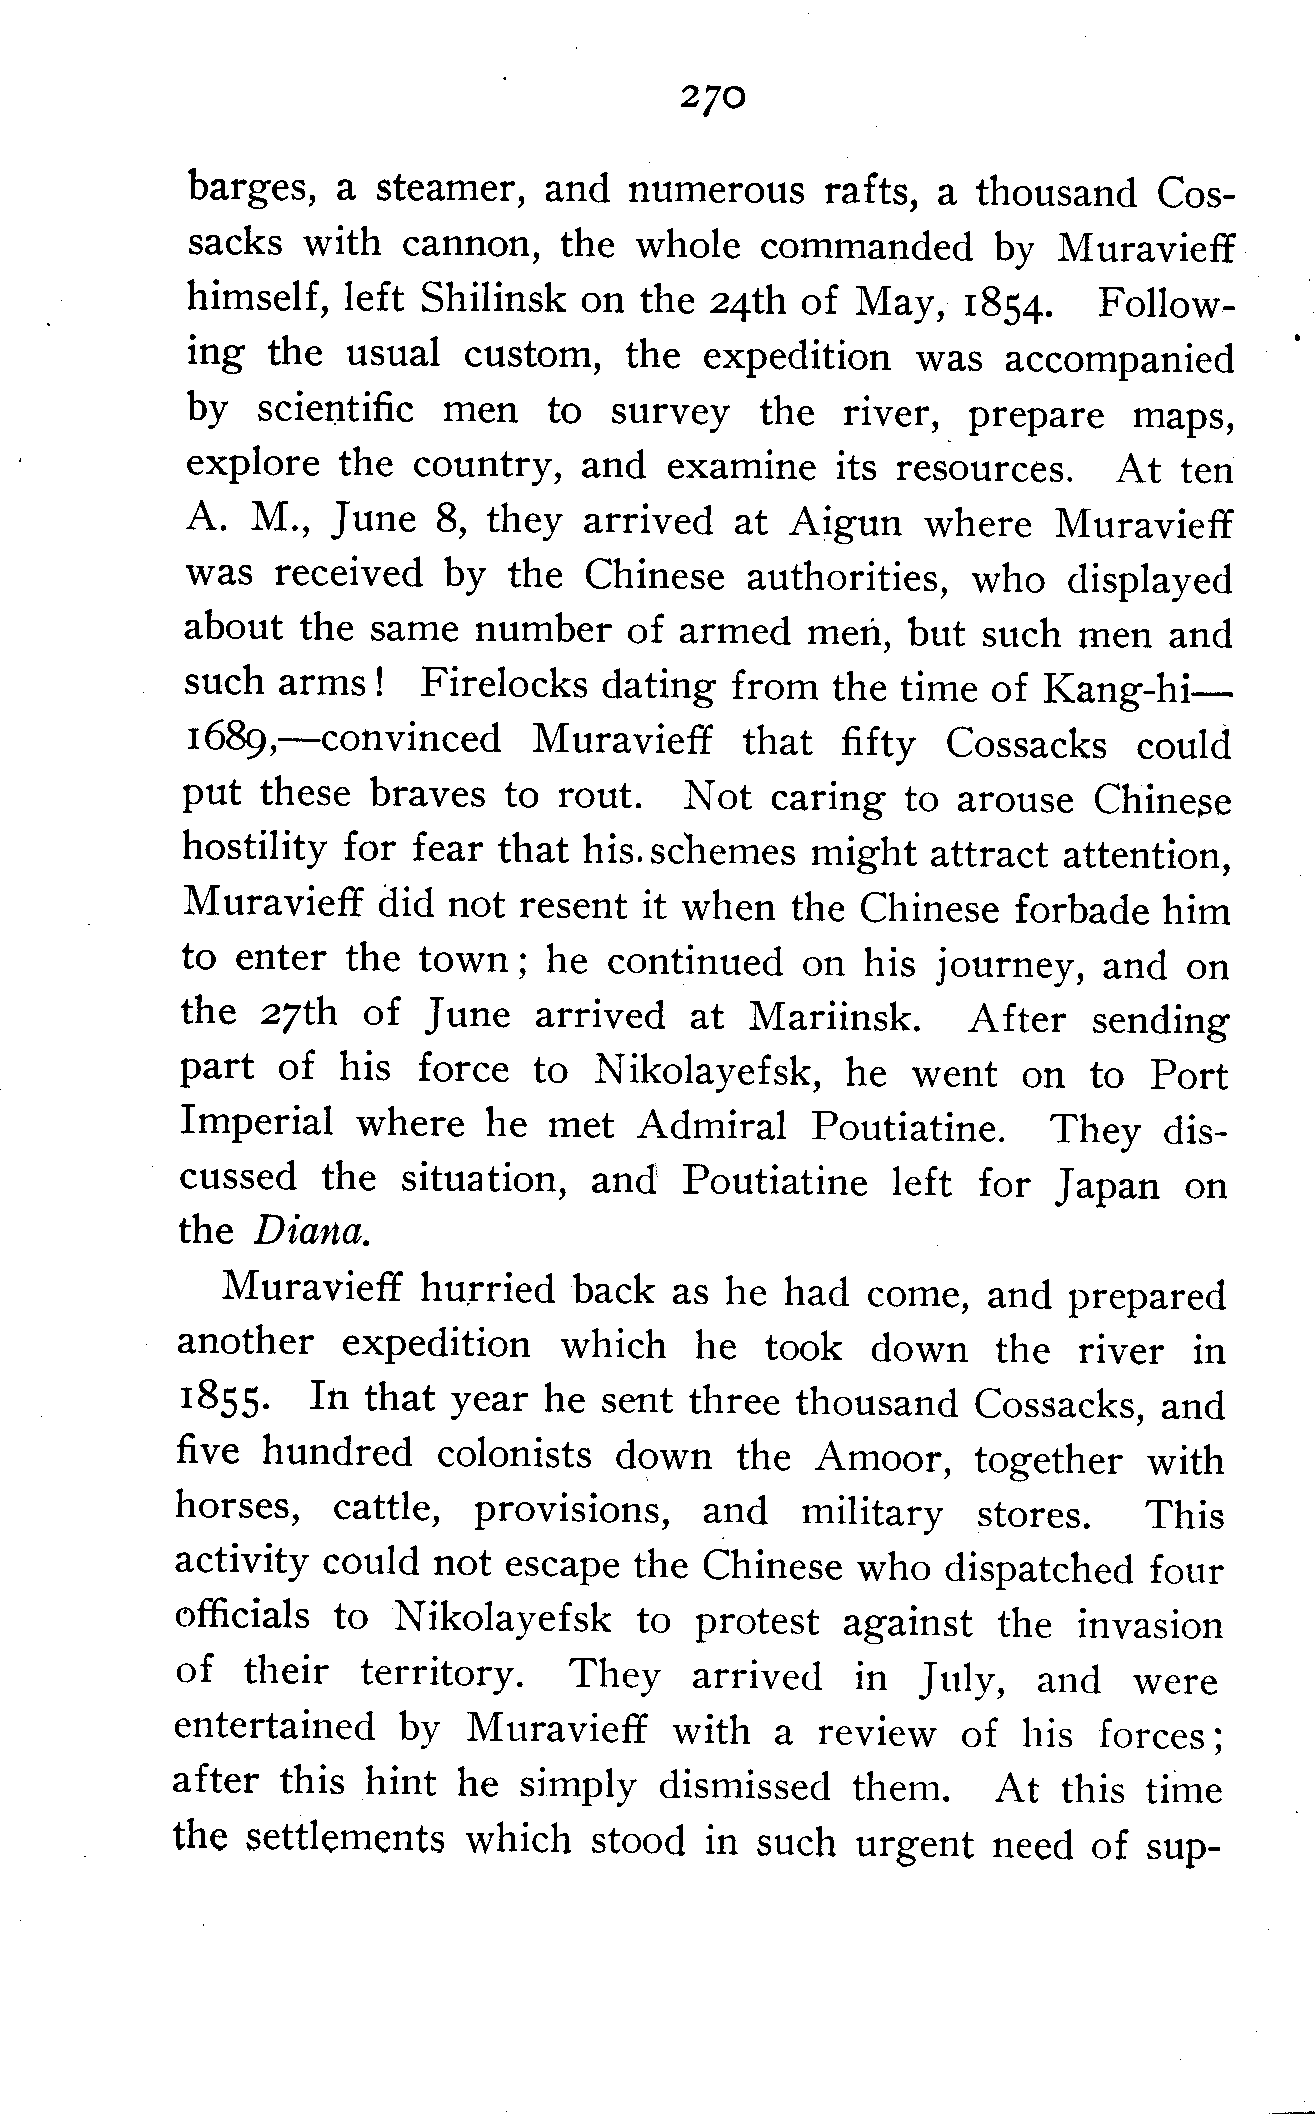 270
barges, a steamer, and numerous rafts, a thousand Cos-
sacks with cannon, the whole commanded by Muravieff
himself, left Shilinsk on the 24th of May, 1854. Follow-
ing the usual custom, the expedition was accompanied
by scientific men to survey the river, prepare maps,
explore the country, and examine its resources. At ten
A. M., June 8, they arrived at Aigun where Muravieff
was received by the Chinese authorities, who displayed
about the same number of armed men, but such men and
such arms! Firelocks dating from the time of Kang-hi—
1689,—convinced Muravieff that fifty Cossacks could
put these braves to rout. Not caring to arouse Chinese
hostility for fear that his schemes might attract attention,
Muravieff did not resent it when the Chinese forbade him
to enter the town; he continued on his journey, and on
the 27th of June arrived at Mariinsk. After sending
part of his force to Nikolayefsk, he went on to Port
Imperial where he met Admiral Poutiatine. They dis-
cussed the situation, and Poutiatine left for Japan on
the Diana.
Muravieff hurried back as he had come, and prepared
another expedition which he took down the river in
1855. In that year he sent three thousand Cossacks, and
five hundred colonists down the Amoor, together with
horses, cattle, provisions, and military stores. This
activity could not escape the Chinese who dispatched four
officials to Nikolayefsk to protest against the invasion
of their territory. They arrived in July, and were
entertained by Muravieff with a review of his forces;
after this hint he simply dismissed them. At this time
the settlements which stood in such urgent need of sup-